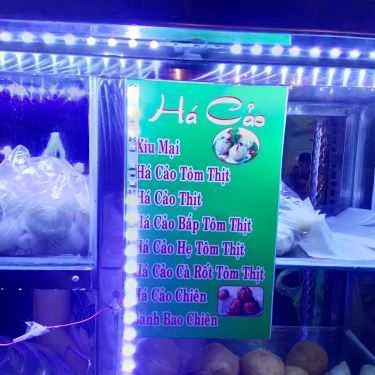 Há Cảo
Xíu Mại
Há Cảo Tôm Thịt
Há Cảo Thịt
Há Cảo Bắp Tôm Thịt
Há Cảo Hẹ Tôm Thịt
Há Cảo Cà Rốt Tôm Thịt
Há Cảo Chiên
Bánh Bao Chiên